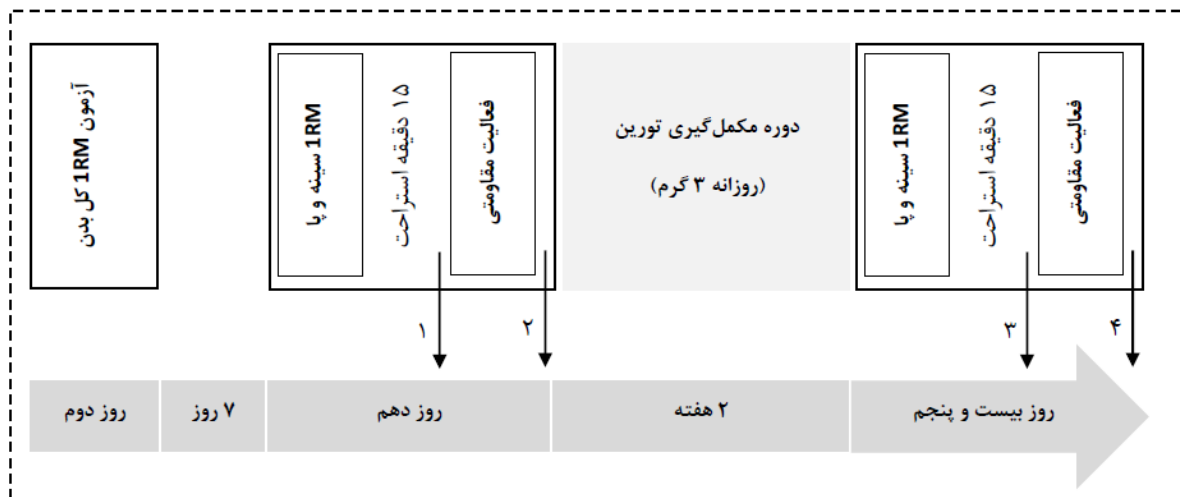 آزمون 1RM کل بدن
1RM سینه و پا
۱۵ دقیقه استراحت
فعالیت مقاومتی
دوره مکمل‌گیری تورین
(روزانه ۳ گرم)
1RM سینه و پا
۱۵ دقیقه استراحت
فعالیت مقاومتی
۱
۲
۳
۴
روز دوم
۷ روز
روز دهم
۲ هفته
روز بیست و پنجم